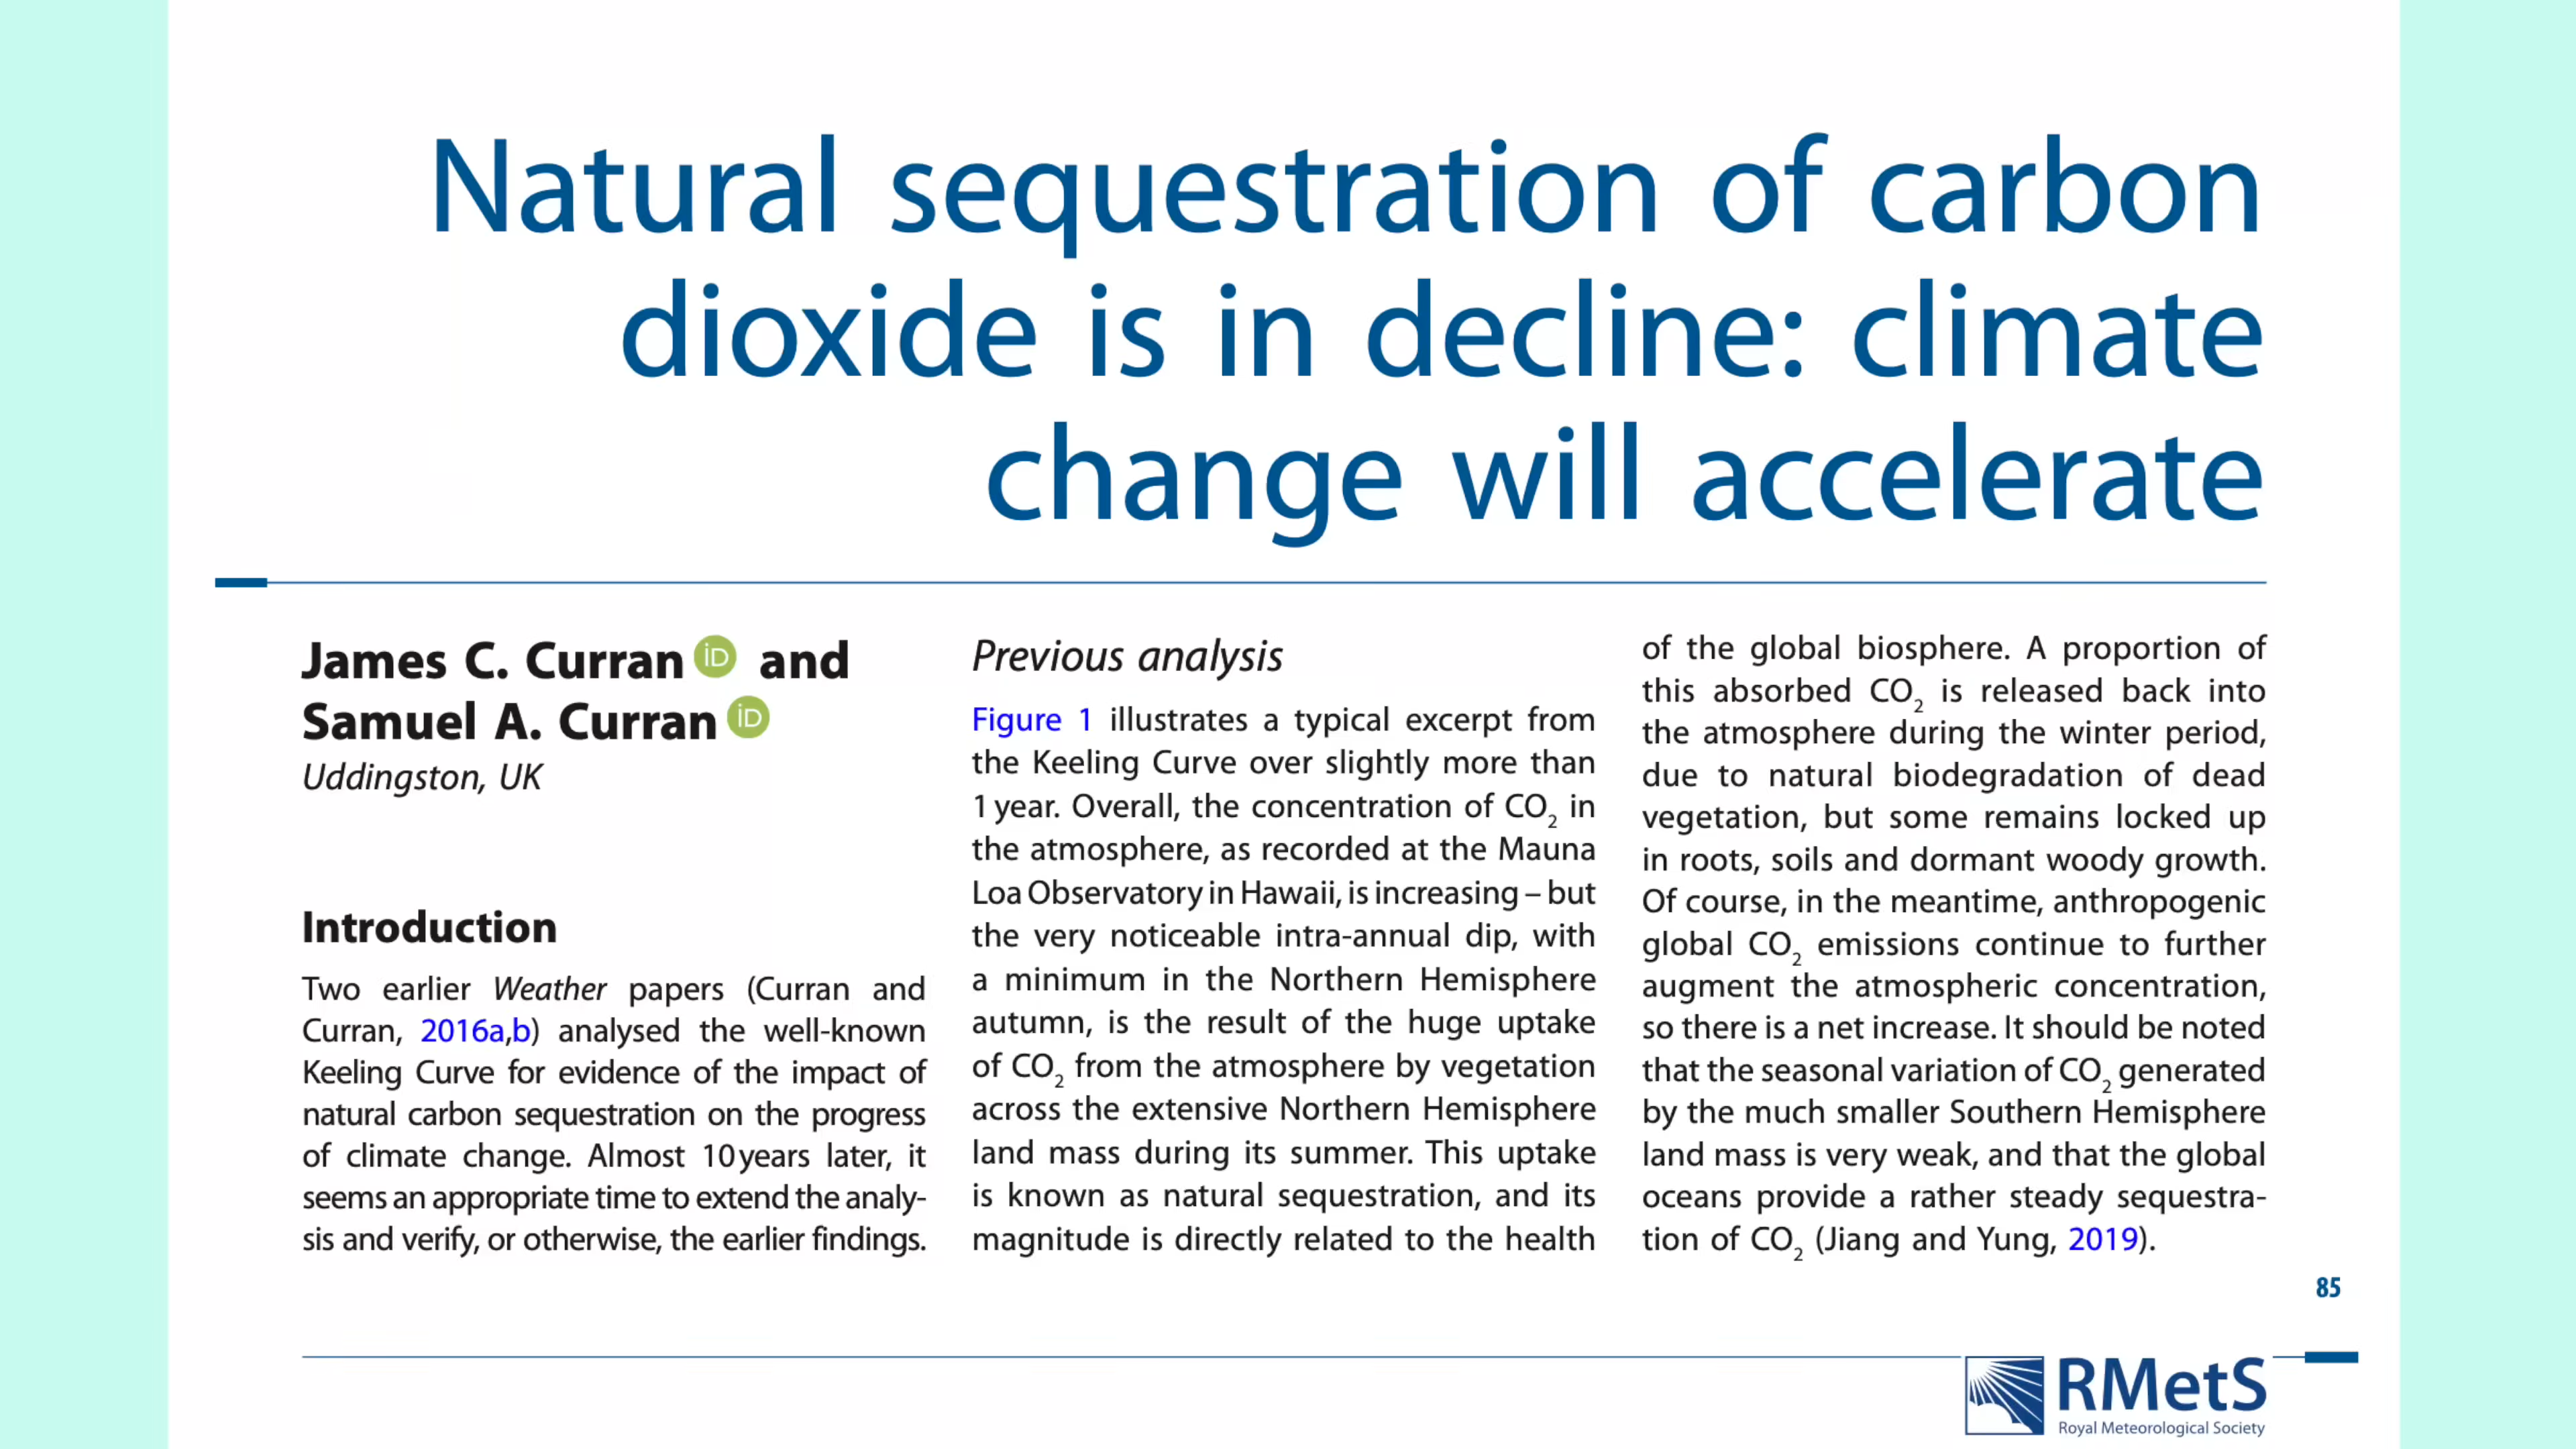 Natural sequestration of carbon
dioxide is in decline: climate
change will accelerate
James C. Curran iD and
Samuel A. Curran iD
Uddingston, UK
Introduction
Two earlier Weather papers (Curran and
Curran, 2016a,b) analysed the well-known
Keeling Curve for evidence of the impact of
natural carbon sequestration on the progress
of climate change. Almost 10 years later, it
seems an appropriate time to extend the analy-
sis and verify, or otherwise, the earlier findings.
Previous analysis
Figure 1 illustrates a typical excerpt from
the Keeling Curve over slightly more than
1 year. Overall, the concentration of CO₂ in
the atmosphere, as recorded at the Mauna
Loa Observatory in Hawaii, is increasing – but
the very noticeable intra-annual dip, with
a minimum in the Northern Hemisphere
autumn, is the result of the huge uptake
of CO₂ from the atmosphere by vegetation
across the extensive Northern Hemisphere
land mass during its summer. This uptake
is known as natural sequestration, and its
magnitude is directly related to the health
of the global biosphere. A proportion of
this absorbed CO₂ is released back into
the atmosphere during the winter period,
due to natural biodegradation of dead
vegetation, but some remains locked up
in roots, soils and dormant woody growth.
Of course, in the meantime, anthropogenic
global CO₂ emissions continue to further
augment the atmospheric concentration,
so there is a net increase. It should be noted
that the seasonal variation of CO₂ generated
by the much smaller Southern Hemisphere
land mass is very weak, and that the global
oceans provide a rather steady sequestra-
tion of CO₂ (Jiang and Yung, 2019).
85
RMetS
Royal Meteorological Society